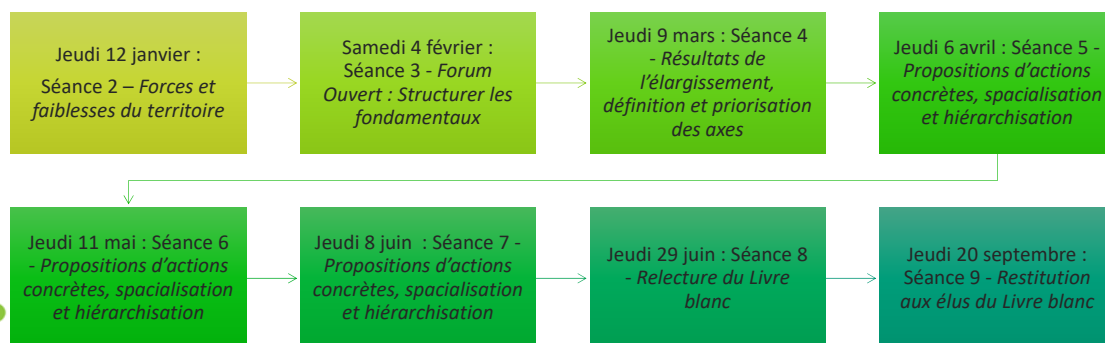 Jeudi 12 janvier :
Séance 2 – Forces et
faiblesses du territoire
Samedi 4 février :
Séance 3 - Forum
Ouvert : Structurer les
fondamentaux
Jeudi 9 mars : Séance 4
- Résultats de
l’élargissement,
définition et priorisation
des axes
Jeudi 6 avril : Séance 5 -
Propositions d’actions
concrètes, spacialisation
et hiérarchisation
Jeudi 11 mai : Séance 6
- Propositions d’actions
concrètes, spacialisation
et hiérarchisation
Jeudi 8 juin  : Séance 7 -
Propositions d’actions
concrètes, spacialisation
et hiérarchisation
Jeudi 29 juin : Séance 8
- Relecture du Livre
blanc
Jeudi 20 septembre :
Séance 9 - Restitution
aux élus du Livre blanc